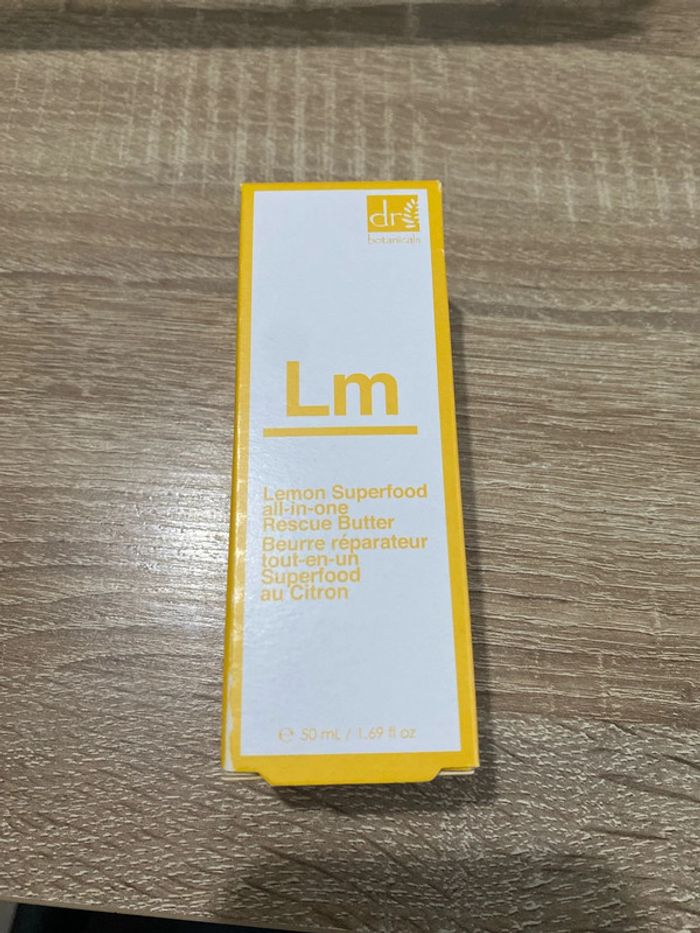 dr
botanicals
Lm
Lemon Superfood
all-in-one
Rescue Butter
Beurre réparateur
tout-en-un
Superfood
au Citron
℮ 50 mL / 1.69 fl oz